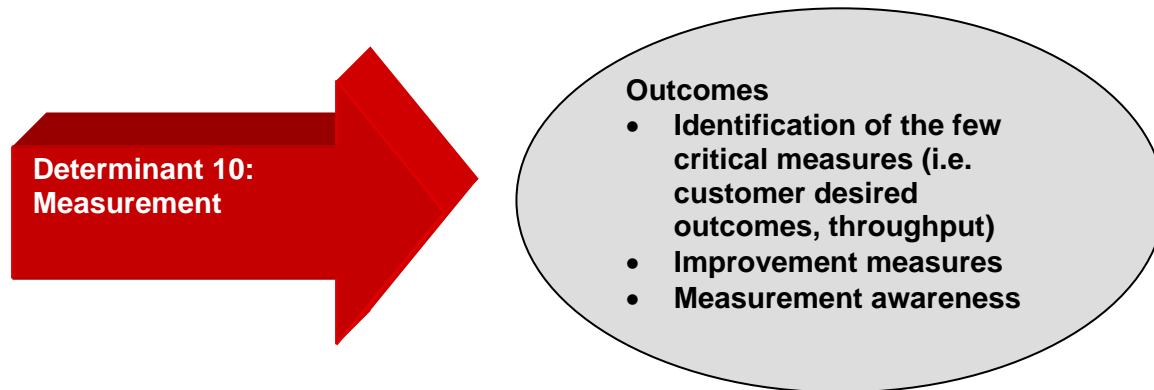 Determinant 10:
Measurement
Outcomes
• Identification of the few
critical measures (i.e.
customer desired
outcomes, throughput)
• Improvement measures
• Measurement awareness